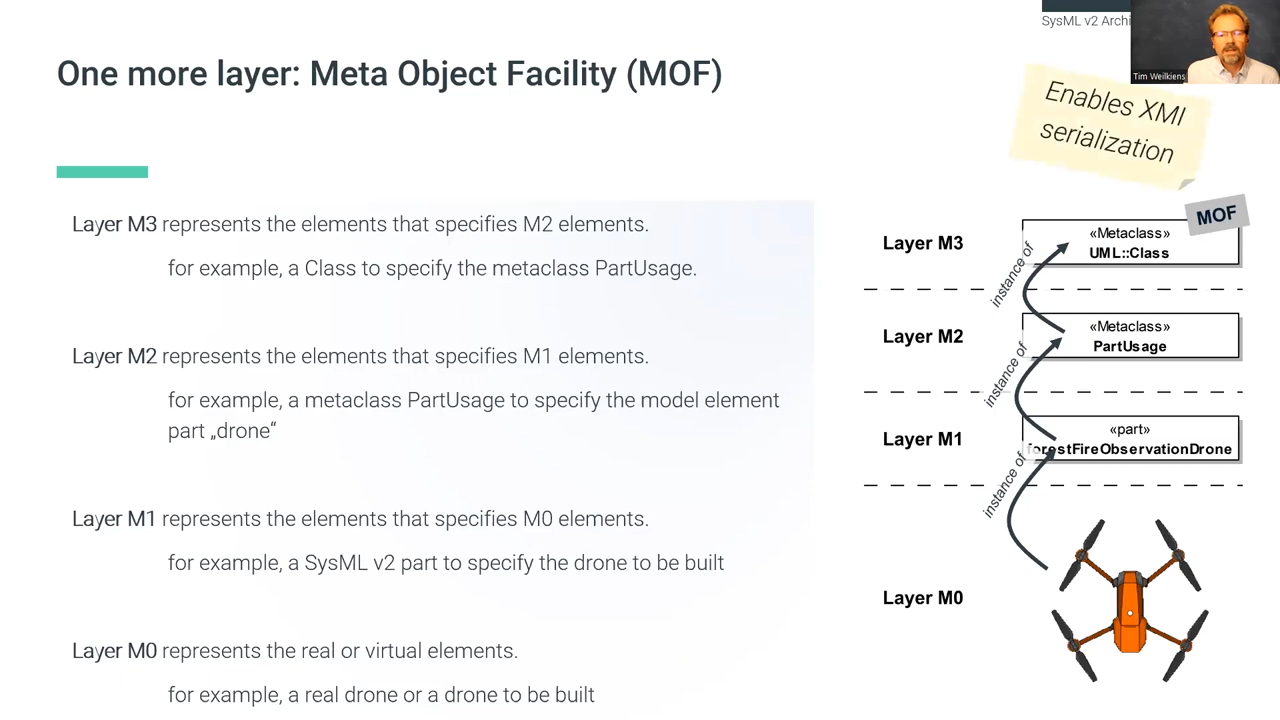 SysML v2 Archi
Tim Weilkiens
One more layer: Meta Object Facility (MOF)
Enables XMI
serialization
Layer M3 represents the elements that specifies M2 elements.
for example, a Class to specify the metaclass PartUsage.
Layer M2 represents the elements that specifies M1 elements.
for example, a metaclass PartUsage to specify the model element
part „drone“
Layer M1 represents the elements that specifies M0 elements.
for example, a SysML v2 part to specify the drone to be built
Layer M0 represents the real or virtual elements.
for example, a real drone or a drone to be built
MOF
Layer M3
«Metaclass»
UML::Class
instance of
Layer M2
«Metaclass»
PartUsage
instance of
Layer M1
«part»
forestFireObservationDrone
instance of
Layer M0